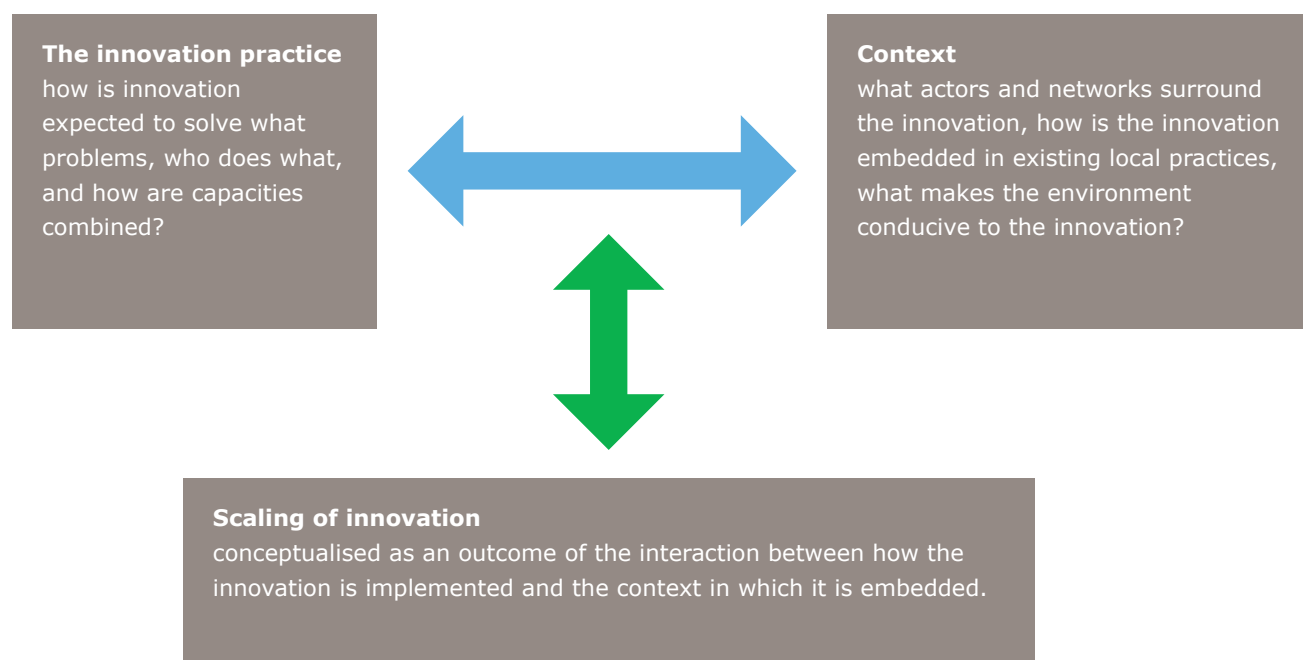 The innovation practice
how is innovation
expected to solve what
problems, who does what,
and how are capacities
combined?
Context
what actors and networks surround
the innovation, how is the innovation
embedded in existing local practices,
what makes the environment
conducive to the innovation?
Scaling of innovation
conceptualised as an outcome of the interaction between how the
innovation is implemented and the context in which it is embedded.